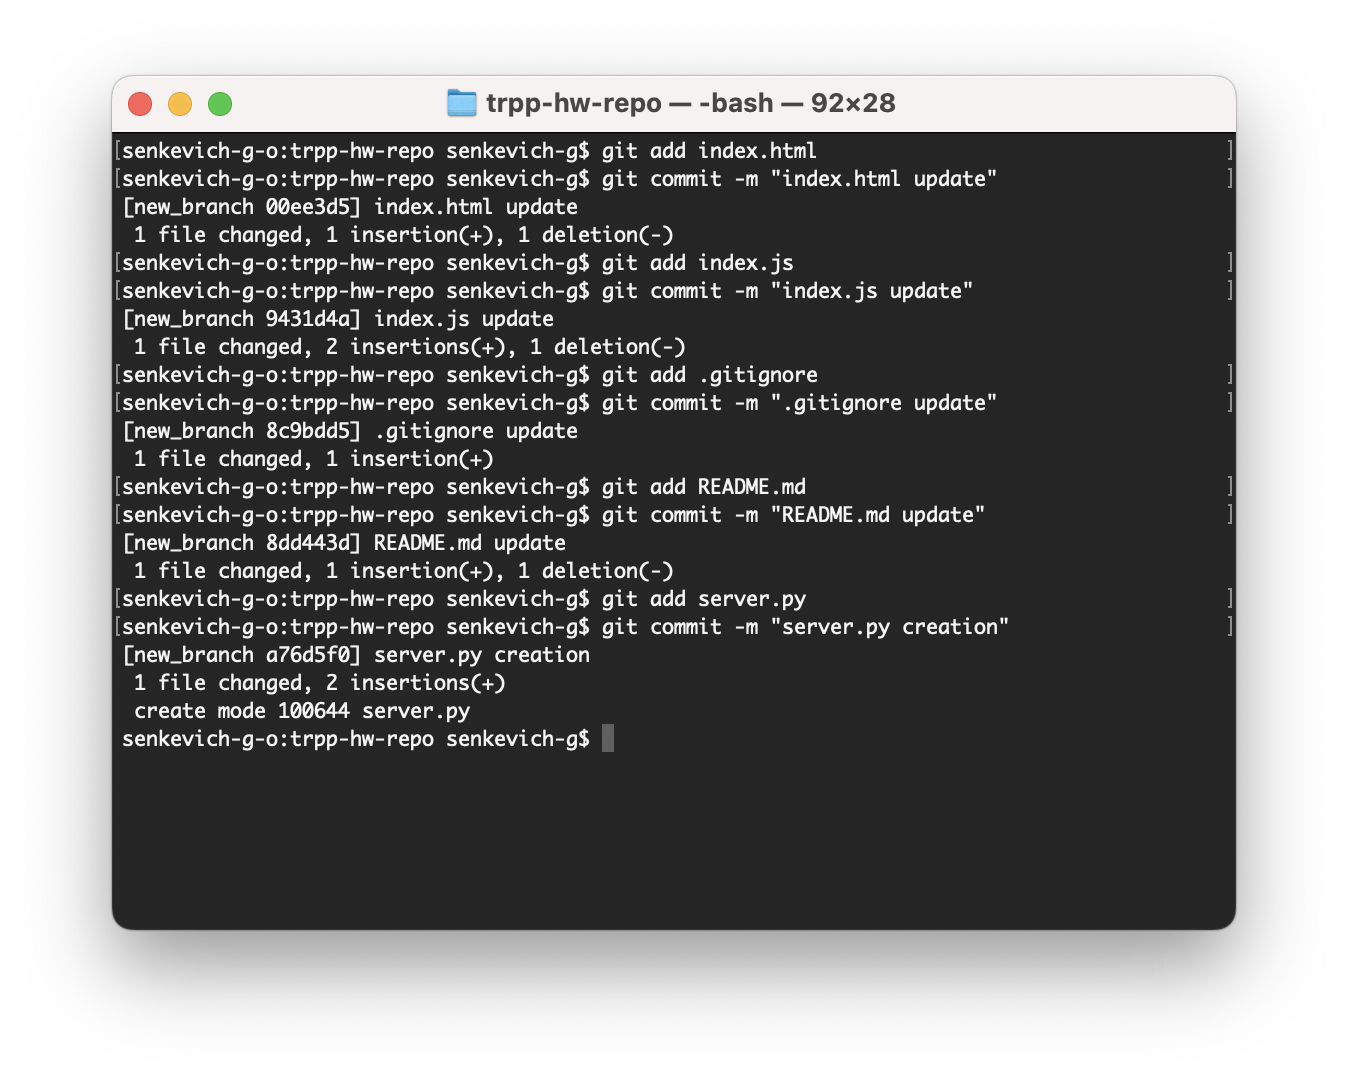 trpp-hw-repo — -bash — 92×28
[senkevich-g-o:trpp-hw-repo senkevich-g$ git add index.html ]
[senkevich-g-o:trpp-hw-repo senkevich-g$ git commit -m "index.html update" ]
[new_branch 00ee3d5] index.html update
 1 file changed, 1 insertion(+), 1 deletion(-)
[senkevich-g-o:trpp-hw-repo senkevich-g$ git add index.js ]
[senkevich-g-o:trpp-hw-repo senkevich-g$ git commit -m "index.js update" ]
[new_branch 9431d4a] index.js update
 1 file changed, 2 insertions(+), 1 deletion(-)
[senkevich-g-o:trpp-hw-repo senkevich-g$ git add .gitignore ]
[senkevich-g-o:trpp-hw-repo senkevich-g$ git commit -m ".gitignore update" ]
[new_branch 8c9bdd5] .gitignore update
 1 file changed, 1 insertion(+)
[senkevich-g-o:trpp-hw-repo senkevich-g$ git add README.md ]
[senkevich-g-o:trpp-hw-repo senkevich-g$ git commit -m "README.md update" ]
[new_branch 8dd443d] README.md update
 1 file changed, 1 insertion(+), 1 deletion(-)
[senkevich-g-o:trpp-hw-repo senkevich-g$ git add server.py ]
[senkevich-g-o:trpp-hw-repo senkevich-g$ git commit -m "server.py creation" ]
[new_branch a76d5f0] server.py creation
 1 file changed, 2 insertions(+)
 create mode 100644 server.py
senkevich-g-o:trpp-hw-repo senkevich-g$